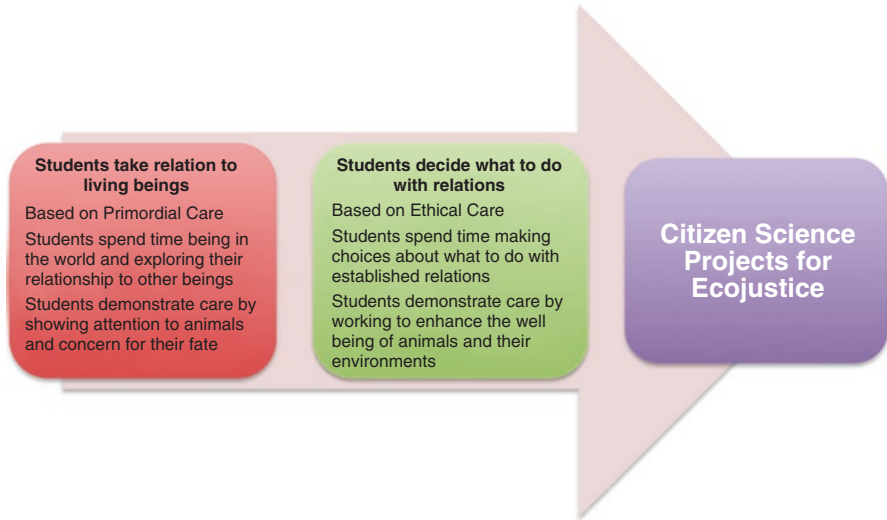 Students take relation to
living beings
Based on Primordial Care
Students spend time being in
the world and exploring their
relationship to other beings
Students demonstrate care by
showing attention to animals
and concern for their fate
Students decide what to do
with relations
Based on Ethical Care
Students spend time making
choices about what to do with
established relations
Students demonstrate care by
working to enhance the well
being of animals and their
environments
Citizen Science
Projects for
Ecojustice